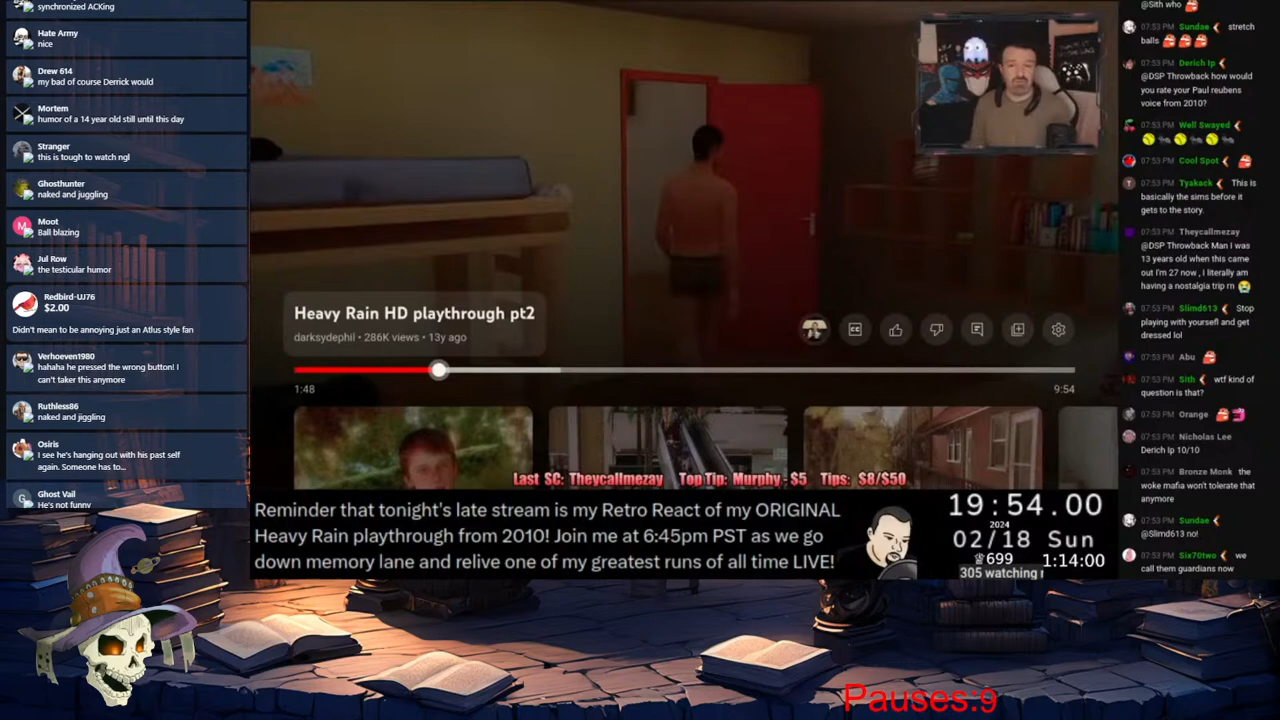 synchronized ACKing
Hate Army
nice
Drew 614
my bad of course Derrick would
Mortem
humor of a 14 year old still until this day
Stranger
this is tough to watch ngl
Ghosthunter
naked and juggling
Moot
Ball blazing
Jul Row
the testicular humor
Redbird-UJ76
$2.00
Didn't mean to be annoying just an Atlus style fan
Verhoeven1980
hahaha he pressed the wrong button! I
can't taker this anymore
Ruthless86
naked and jiggling
Osiris
I see he's hanging out with his past self
again. Someone has to...
Ghost Vail
He's not funny
Heavy Rain HD playthrough pt2
darksydephil • 286K views • 13y ago
CC
1:48
9:54
Last SC: Theycallmezay Top Tip: Murphy - $5 Tips: $8/$50
Reminder that tonight's late stream is my Retro React of my ORIGINAL
Heavy Rain playthrough from 2010! Join me at 6:45pm PST as we go
down memory lane and relive one of my greatest runs of all time LIVE!
19:54.00
2024
02/18 Sun
699
1:14:00
305 watching
@Sith who
07:53 PM Sundae stretch
balls
07:53 PM Derich Ip
@DSP Throwback how would
you rate your Paul reubens
voice from 2010?
07:53 PM Well Swayed
07:53 PM Cool Spot
07:53 PM Tyakack This is
basically the sims before it
gets to the story.
07:53 PM Theycallmezay
@DSP Throwback Man I was
13 years old when this came
out I'm 27 now , I literally am
having a nostalgia trip rn
07:53 PM Slimd613 Stop
playing with yoursefl and get
dressed lol
07:53 PM Abu
07:53 PM Sith wtf kind of
question is that?
07:53 PM Orange
07:53 PM Nicholas Lee
Derich Ip 10/10
07:53 PM Bronze Monk the
woke mafia won't tolerate that
anymore
07:53 PM Sundae
@Slimd613 no!
07:53 PM Six70two we
call them guardians now
Pauses:9